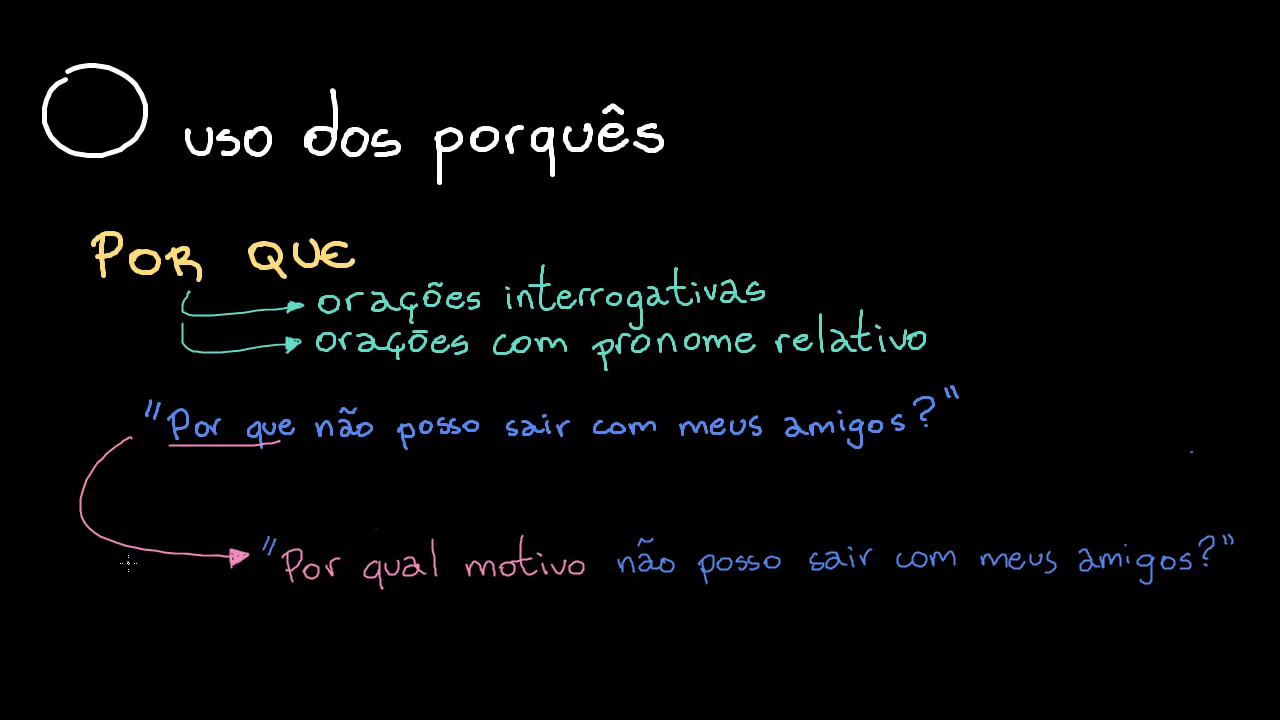 O uso dos porquês
POR QUE
orações interrogativas
orações com pronome relativo
"Por que não posso sair com meus amigos?"
"Por qual motivo não posso sair com meus amigos?"